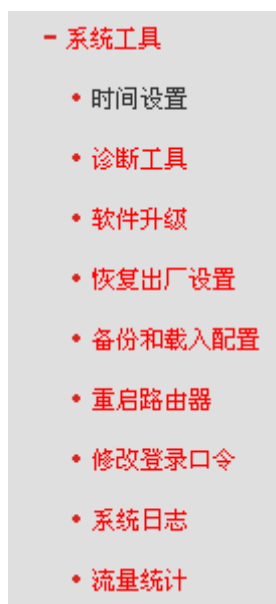 系统工具
时间设置
诊断工具
软件升级
恢复出厂设置
备份和载入配置
重启路由器
修改登录口令
系统日志
流量统计